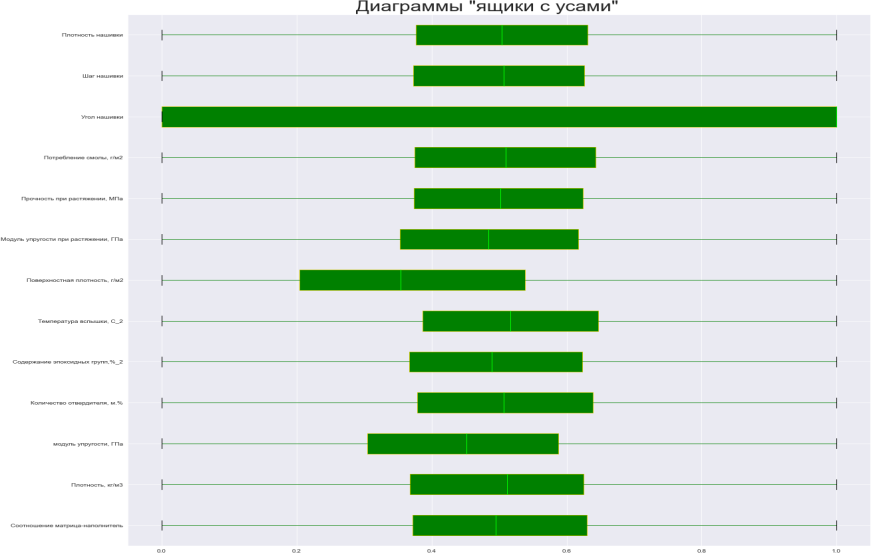 Диаграммы "ящики с усами"
Плотность нашивки
Шаг нашивки
Угол нашивки
Потребление смолы, г/м2
Прочность при растяжении, МПа
Модуль упругости при растяжении, ГПа
Поверхностная плотность, г/м2
Температура вспышки, С_2
Содержание эпоксидных групп,%_2
Количество отвердителя, м.%
модуль упругости, ГПа
Плотность, кг/м3
Соотношение матрица-наполнитель
0.0 0.2 0.4 0.6 0.8 1.0